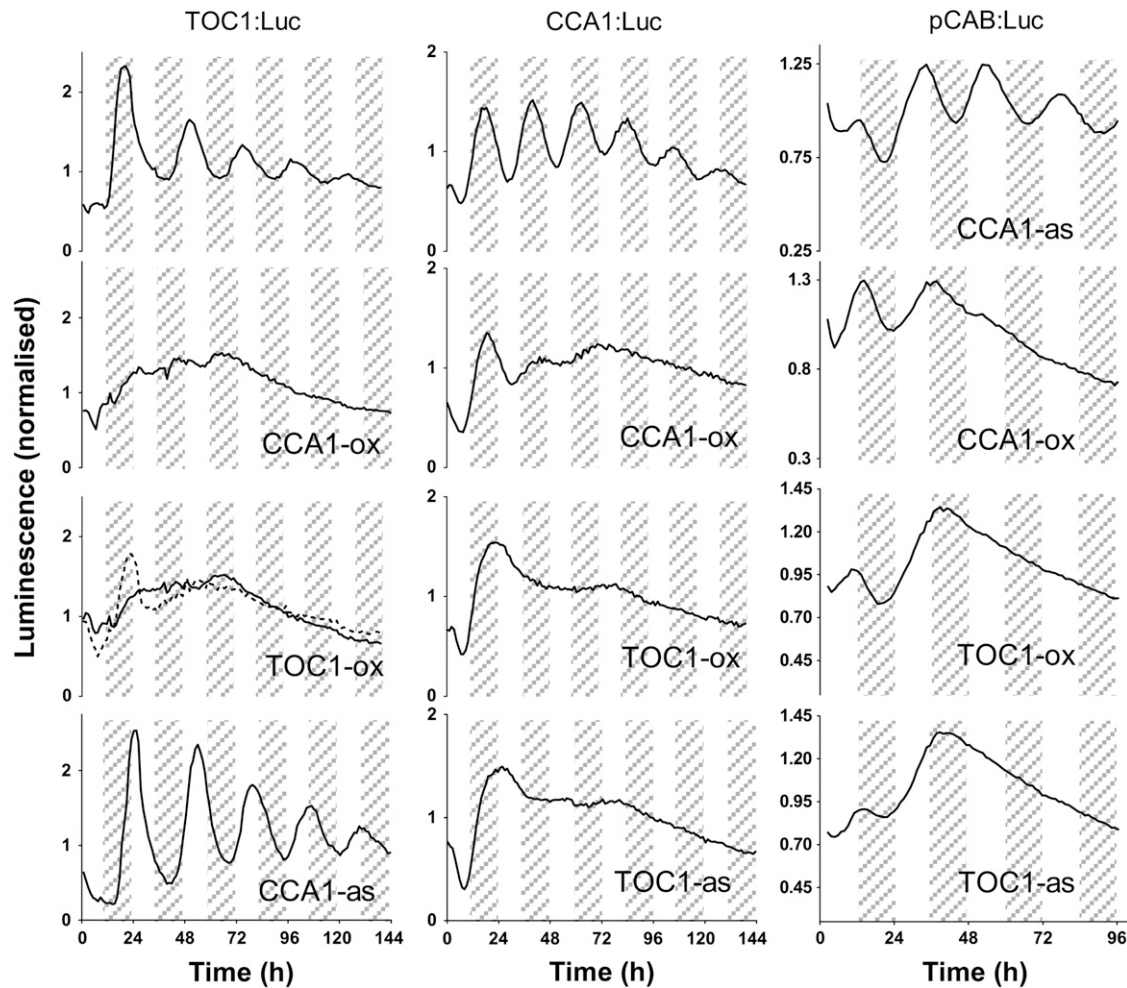 TOC1:Luc CCA1:Luc pCAB:Luc
Luminescence (normalised)
2
1
0
2
1
0
1.25
0.75
0.25
CCA1-as
2
1
0
CCA1-ox
2
1
0
CCA1-ox
1.3
0.8
0.3
CCA1-ox
2
1
0
TOC1-ox
2
1
0
TOC1-ox
1.45
1.30
0.95
0.70
0.45
TOC1-ox
2
1
0
CCA1-as
2
1
0
TOC1-as
1.45
1.30
0.95
0.70
0.45
TOC1-as
0 24 48 72 96 120 144
0 24 48 72 96 120 144
0 24 48 72 96
Time (h) Time (h) Time (h)